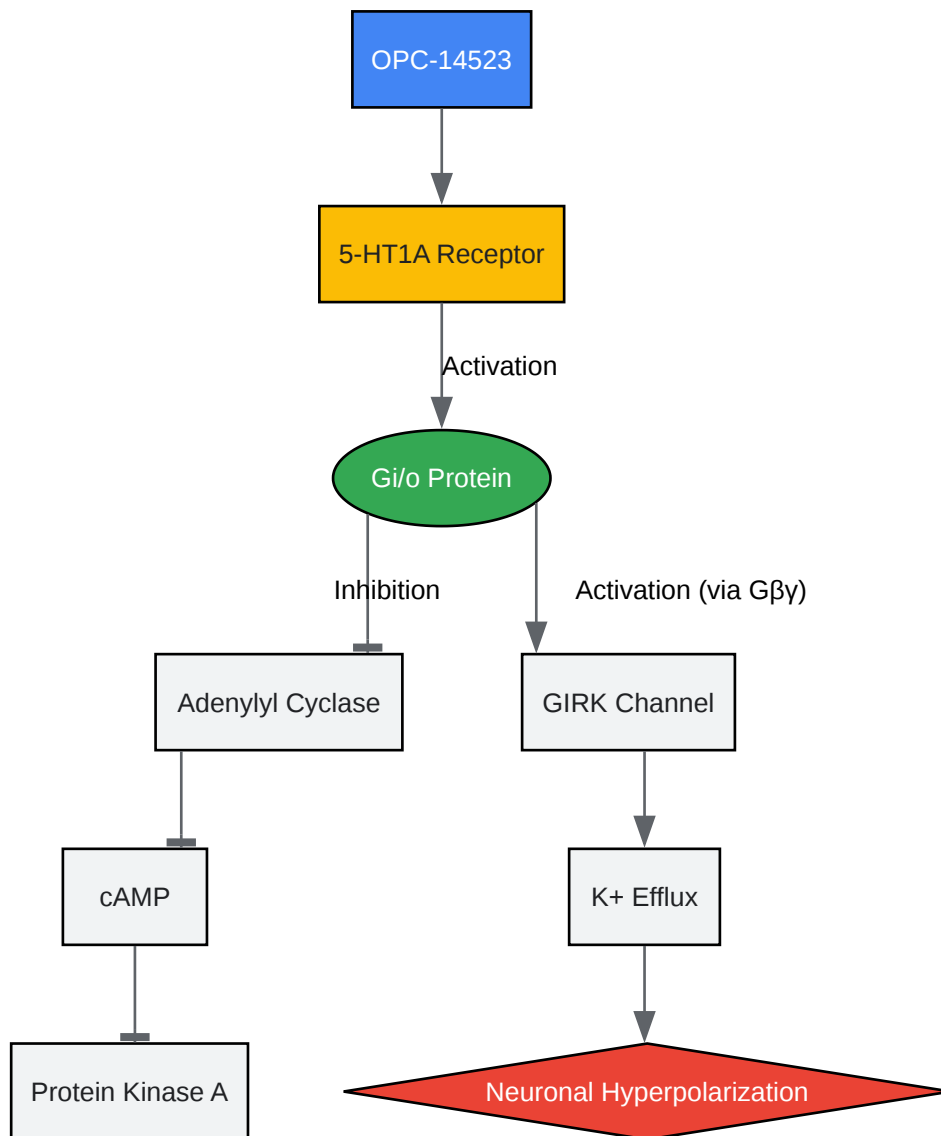 OPC-14523
5-HT1A Receptor
Activation
Gi/o Protein
Inhibition
Activation (via Gβγ)
Adenylyl Cyclase
GIRK Channel
cAMP
K+ Efflux
Protein Kinase A
Neuronal Hyperpolarization